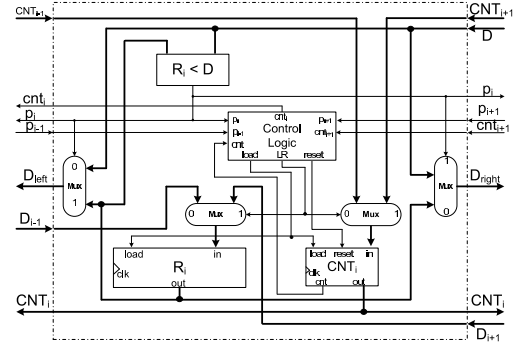 CNTi-1
CNTi+1
D
Ri < D
cnti
pi
pi-1
pi
pi+1
cnti+1
cnti
pi
pi+1
pi-1
Control
cnti+1
cnt
Logic
load
LR
reset
Dleft
0
Mux
1
1
Mux
0
Dright
Di-1
0
Mux
1
0
Mux
1
load
in
clk
Ri
out
load
reset
in
clk
CNTi
cnt
out
CNTi
CNTi
Di+1